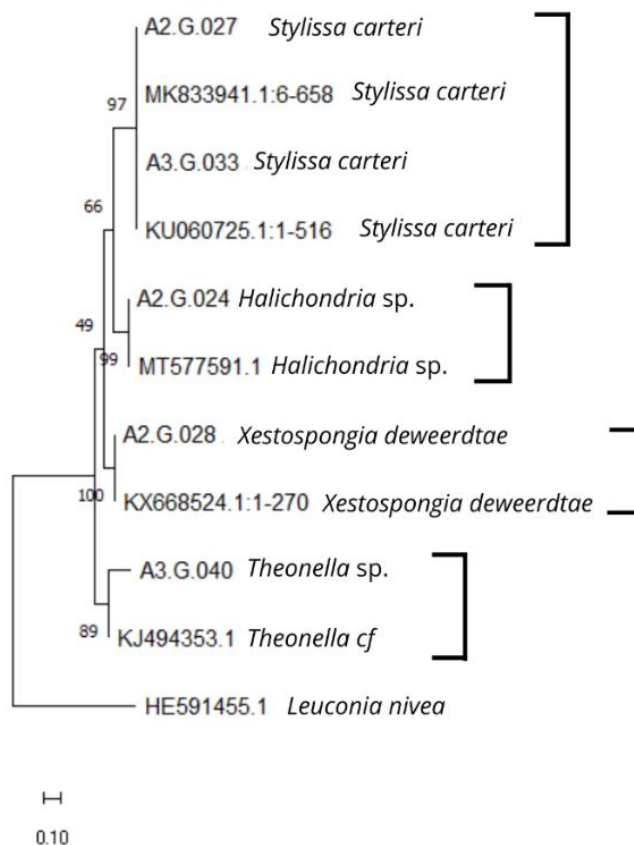 A2.G.027 Stylissa carteri
97
MK833941.1:6-658 Stylissa carteri
A3.G.033 Stylissa carteri
66
KU060725.1:1-516 Stylissa carteri
A2.G.024 Halichondria sp.
49
99
MT577591.1 Halichondria sp.
A2.G.028 Xestospongia deweerdtae
100
KX668524.1:1-270 Xestospongia deweerdtae
A3.G.040 Theonella sp.
89
KJ494353.1 Theonella cf
HE591455.1 Leuconia nivea
0.10